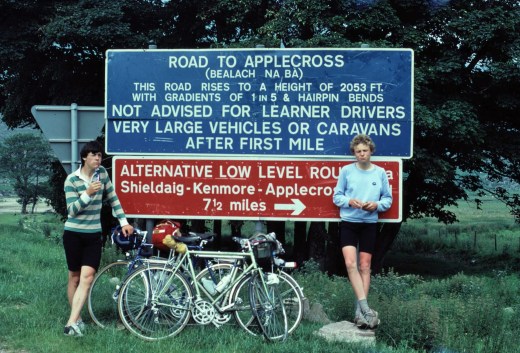 ROAD TO APPLECROSS
(BEALACH NA BÀ)
THIS ROAD RISES TO A HEIGHT OF 2053 FT.
WITH GRADIENTS OF 1 IN 5 & HAIRPIN BENDS
NOT ADVISED FOR LEARNER DRIVERS
VERY LARGE VEHICLES OR CARAVANS
AFTER FIRST MILE
ALTERNATIVE LOW LEVEL
Shieldaig-Kenmore-Applecros
7½ miles